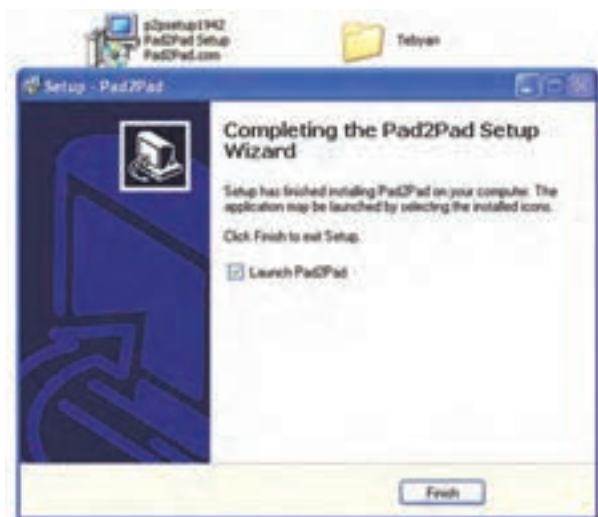 p2psetup1942
Pad2Pad Setup
Pad2Pad.com
Tebyan
Setup - Pad2Pad
Completing the Pad2Pad Setup
Wizard
Setup has finished installing Pad2Pad on your computer. The
application may be launched by selecting the installed icons.
Click Finish to exit Setup.
Launch Pad2Pad
Finish